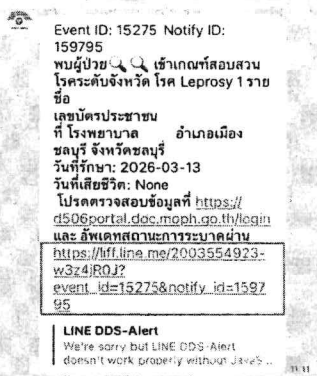 Event ID: 15275 Notify ID:
159795
พบผู้ป่วย🔍 🔍 เข้าเกณฑ์สอบสวน
โรคระดับจังหวัด โรค Leprosy 1 ราย
ชื่อ
เลขบัตรประชาชน
ที่ โรงพยาบาล อำเภอเมือง
ชลบุรี จังหวัดชลบุรี
วันที่รักษา: 2026-03-13
วันที่เสียชีวิต: None
โปรดตรวจสอบข้อมูลที่ https://
d506portal.ddc.moph.go.th/login
และ อัพเดทสถานะการระบาดผ่าน
https://liff.line.me/2003554923-
w3z4jR0J?
event_id=15275&notify_id=1597
95
LINE DDS-Alert
We're sorry but LINE DDS-Alert
doesn't work properly without JavaS...